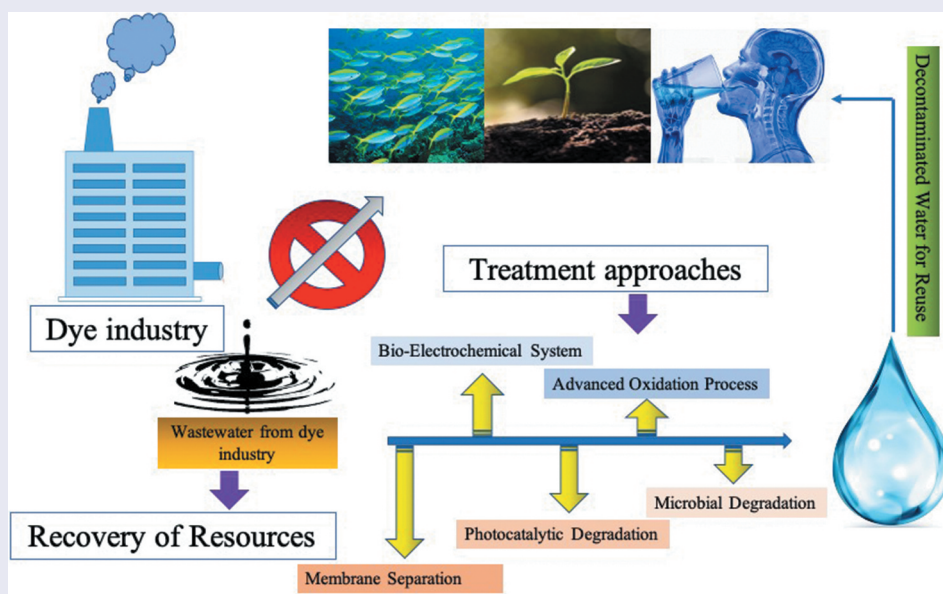 Decontaminated Water for Reuse
Treatment approaches
Dye industry
Bio-Electrochemical System
Advanced Oxidation Process
Wastewater from dye
industry
Microbial Degradation
Recovery of Resources
Photocatalytic Degradation
Membrane Separation